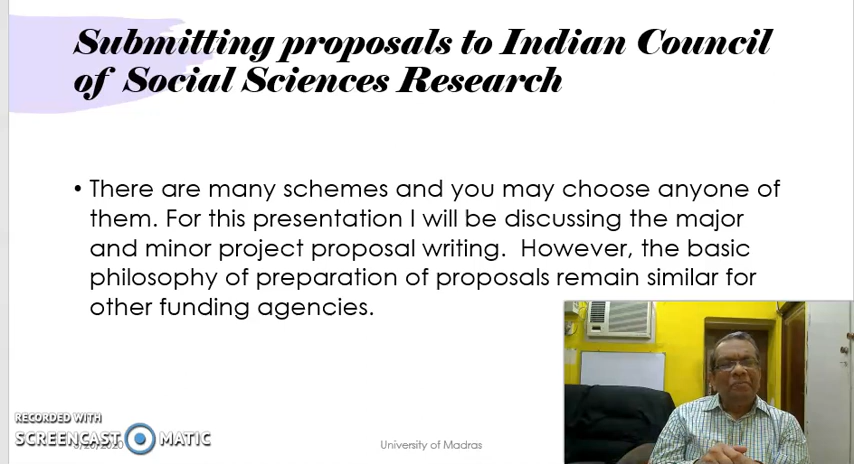 Submitting proposals to Indian Council
of Social Sciences Research
• There are many schemes and you may choose anyone of
them. For this presentation I will be discussing the major
and minor project proposal writing. However, the basic
philosophy of preparation of proposals remain similar for
other funding agencies.
RECORDED WITH
SCREENCAST MATIC
University of Madras